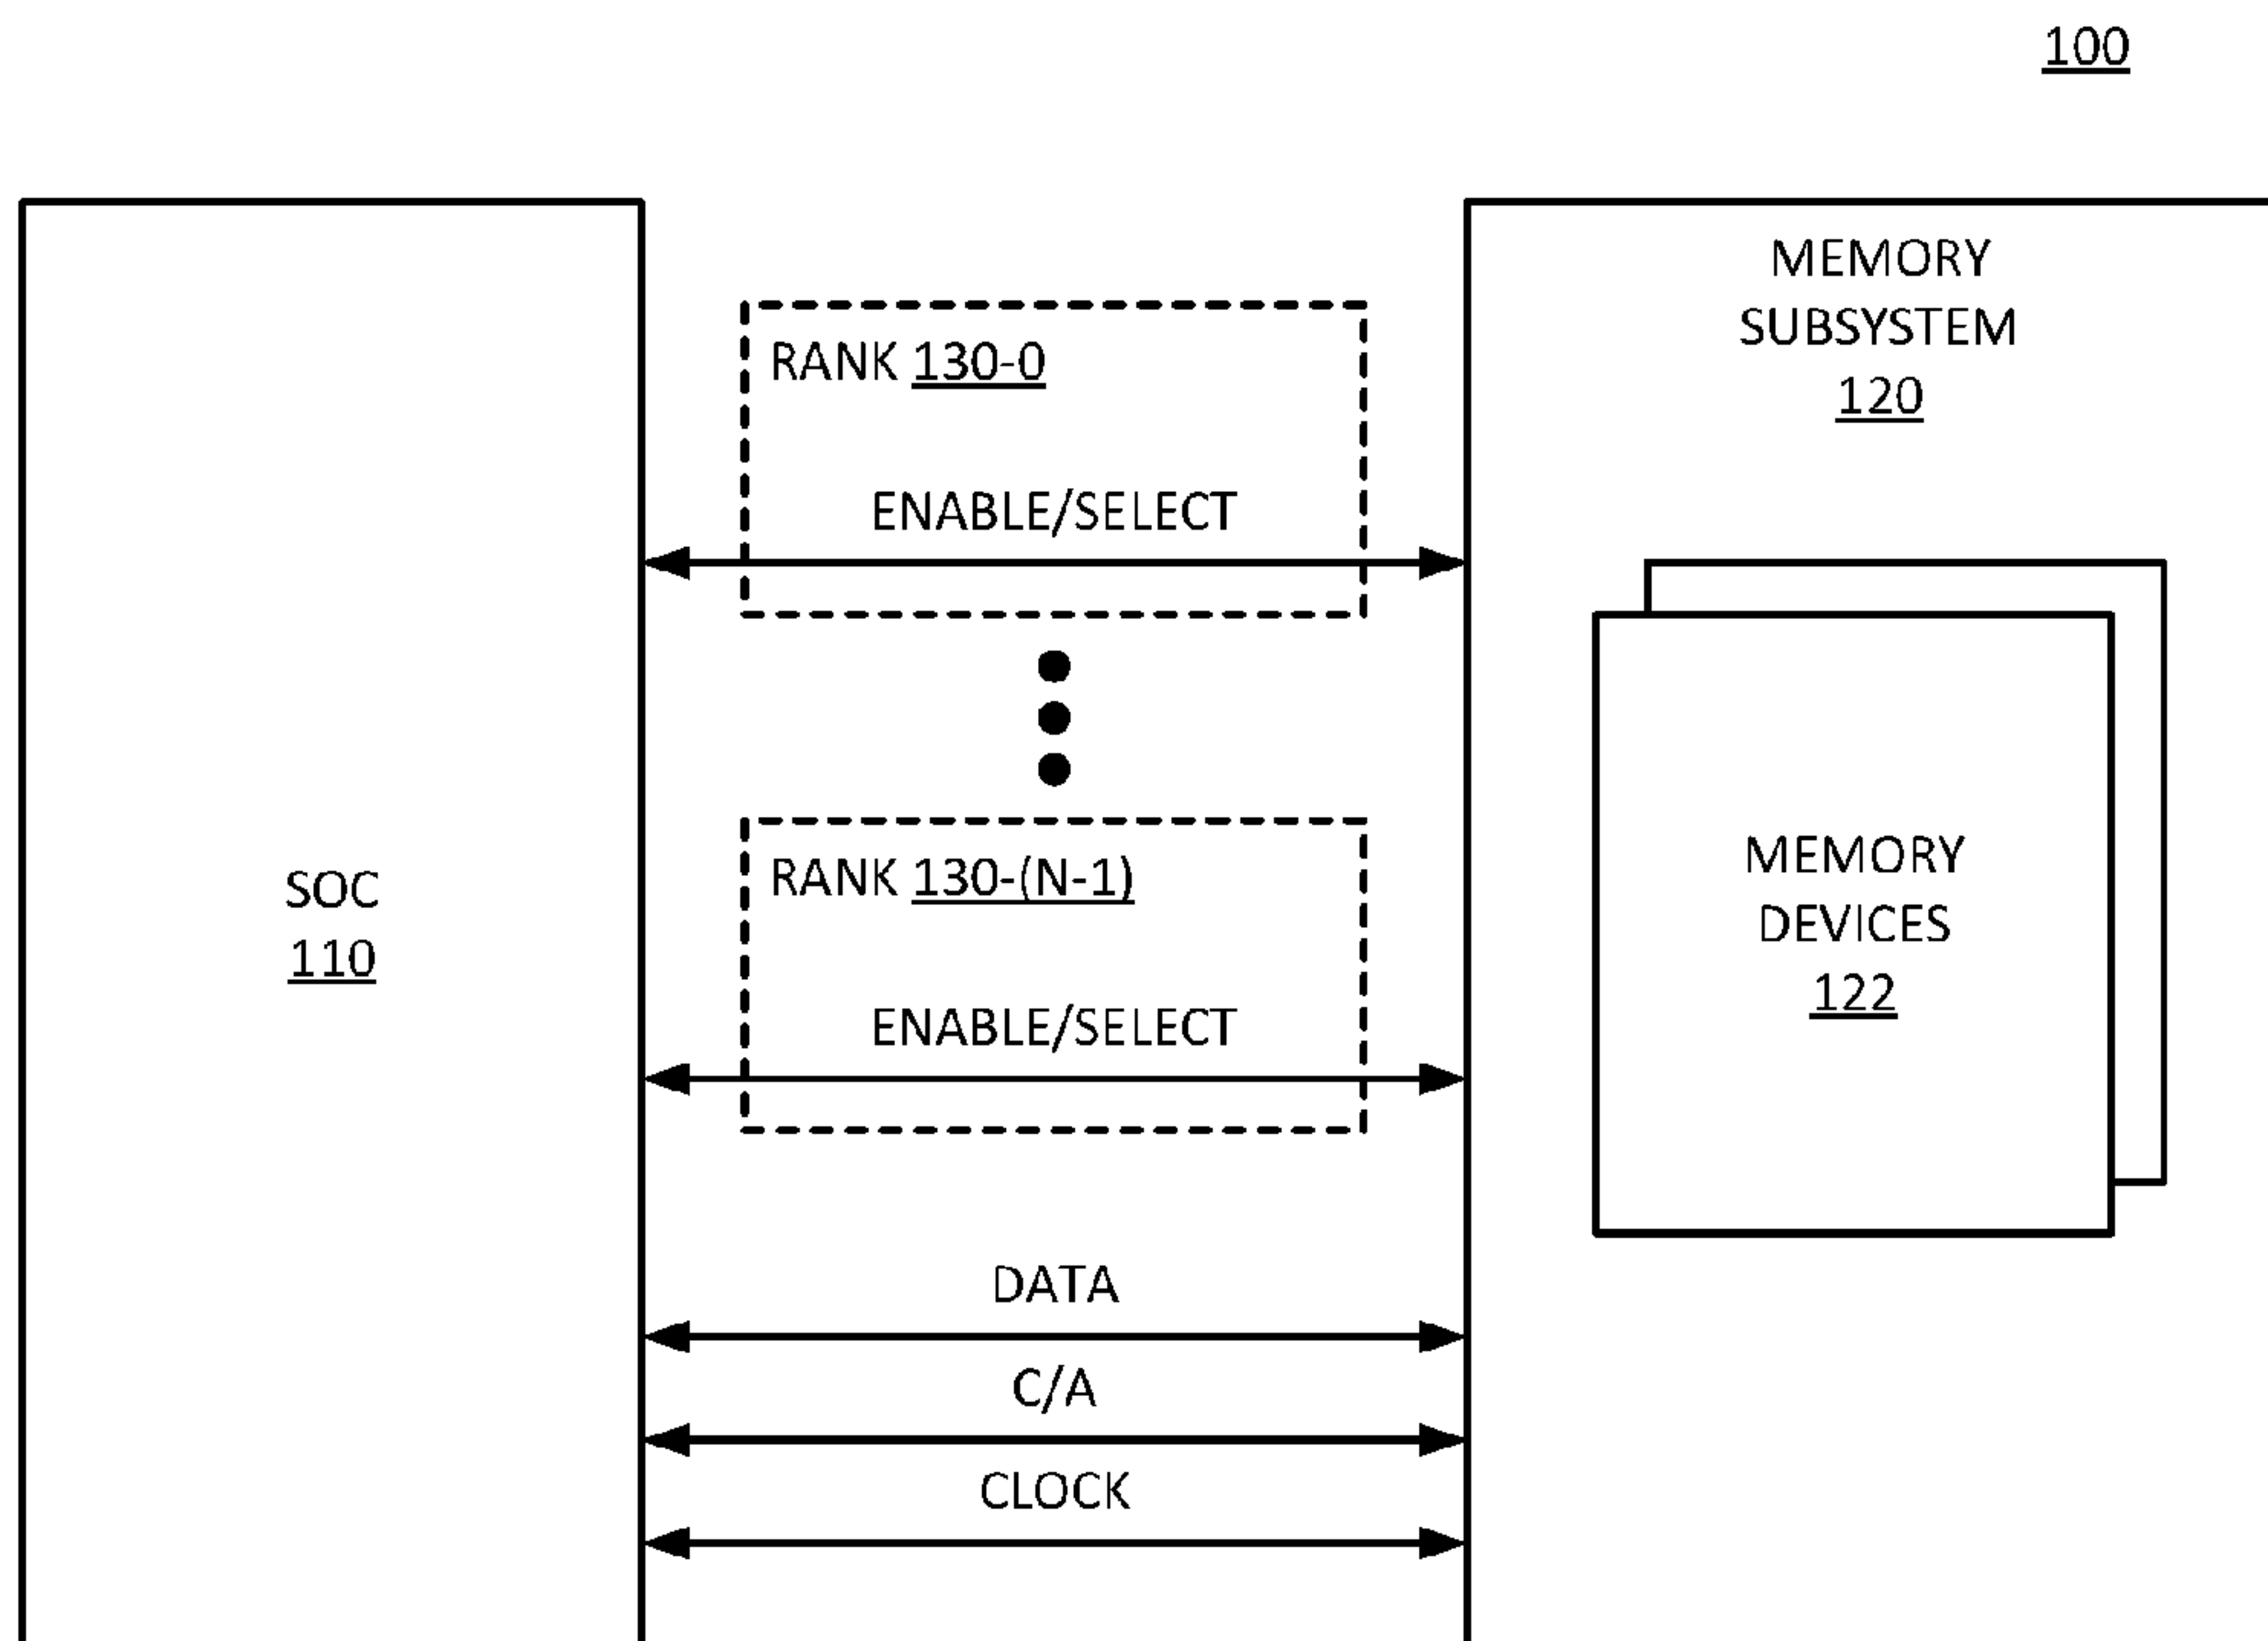 100
SOC
110
RANK 130-0
ENABLE/SELECT
RANK 130-(N-1)
ENABLE/SELECT
DATA
C/A
CLOCK
MEMORY
SUBSYSTEM
120
MEMORY
DEVICES
122